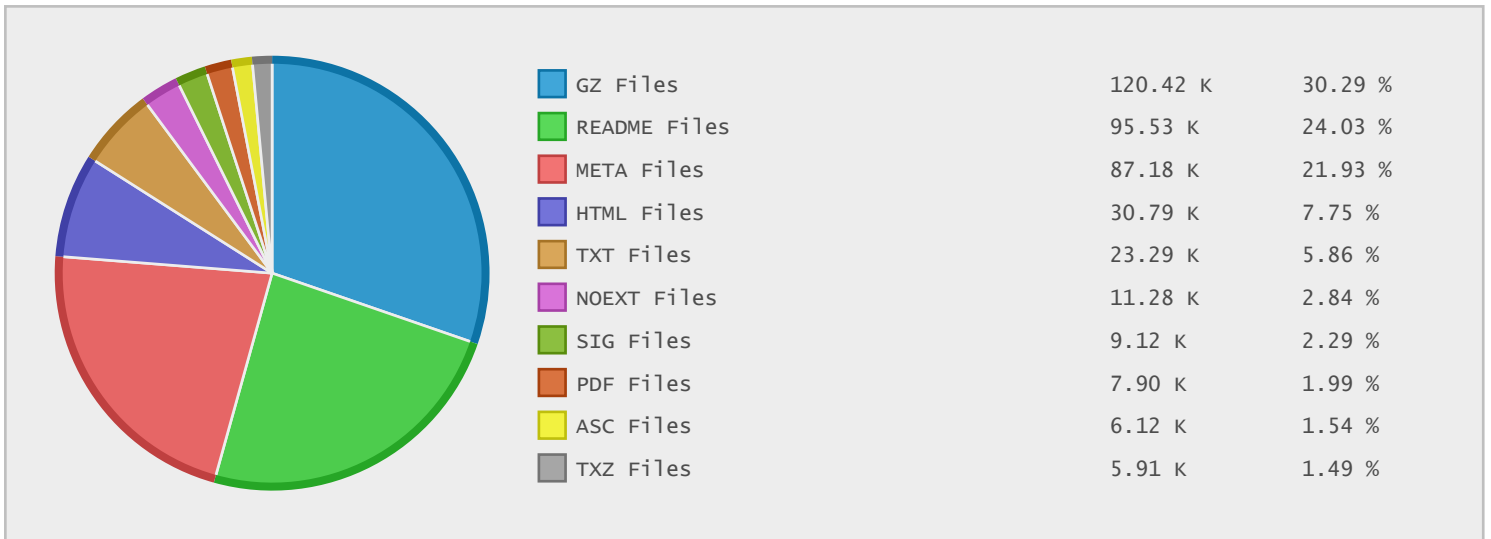 GZ Files 120.42 K 30.29 %
README Files 95.53 K 24.03 %
META Files 87.18 K 21.93 %
HTML Files 30.79 K 7.75 %
TXT Files 23.29 K 5.86 %
NOEXT Files 11.28 K 2.84 %
SIG Files 9.12 K 2.29 %
PDF Files 7.90 K 1.99 %
ASC Files 6.12 K 1.54 %
TXZ Files 5.91 K 1.49 %